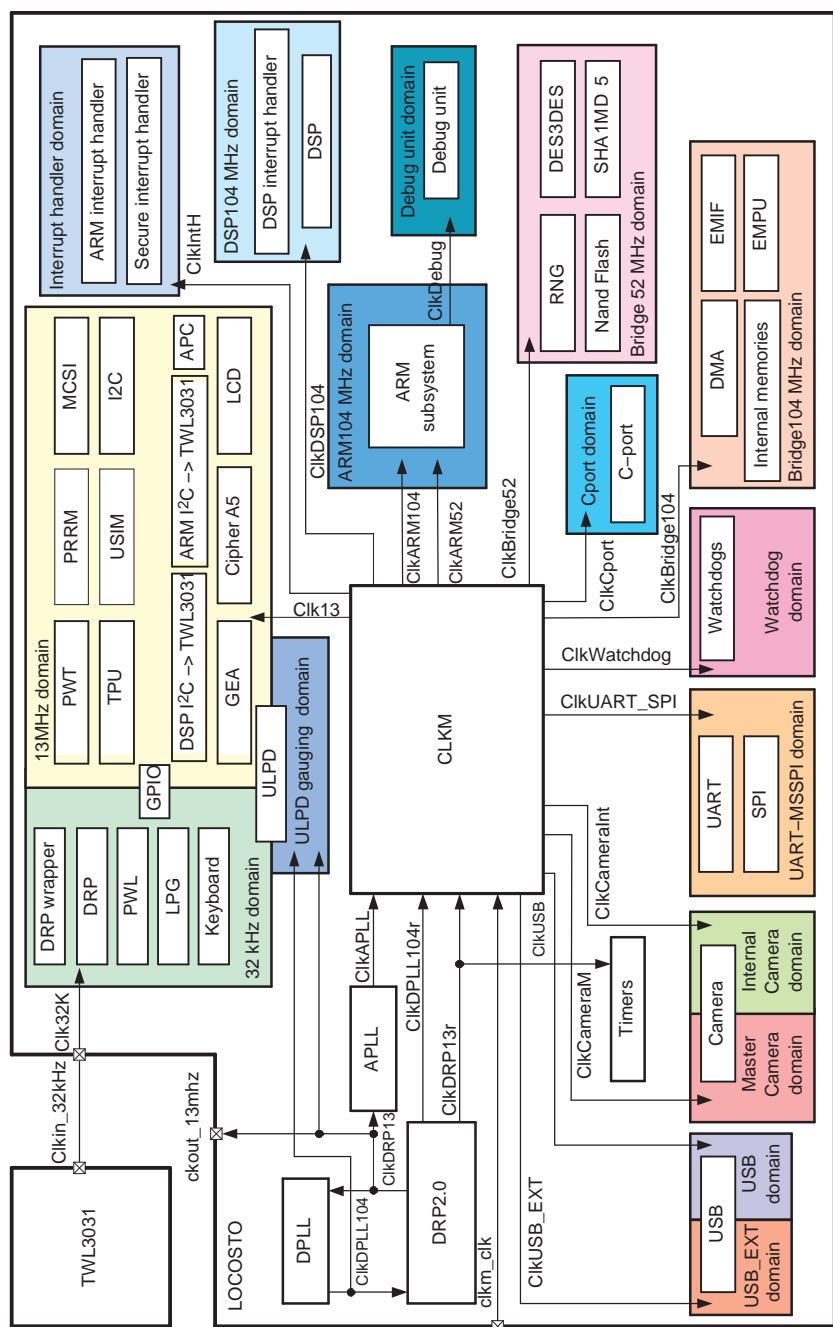 TWL3031
Clkin_32kHz
Clk32K
ckout_13mhz
LOCOSTO
32 kHz domain
DRP wrapper
DRP
PWL
LPG
Keyboard
GPIO
13MHz domain
PWT
PRRM
MCSI
TPU
USIM
I2C
DSP I²C –> TWL3031
ARM I²C –> TWL3031
APC
GEA
Cipher A5
LCD
ULPD
ULPD gauging domain
Interrupt handler domain
ARM interrupt handler
Secure interrupt handler
ClkIntH
DSP104 MHz domain
DSP interrupt handler
DSP
ClkDSP104
Clk13
Debug unit domain
Debug unit
ClkDebug
ARM104 MHz domain
ARM
subsystem
ClkARM104
ClkARM52
DPLL
ClkDPLL104
ClkDRP13
APLL
ClkAPLL
DRP2.0
ClkDPLL104r
ClkDRP13r
clkm_clk
CLKM
Timers
ClkBridge52
Bridge 52 MHz domain
RNG
DES3DES
Nand Flash
SHA1MD 5
Cport domain
C–port
ClkCport
ClkBridge104
DMA
EMIF
Internal memories
EMPU
Bridge104 MHz domain
ClkWatchdog
Watchdogs
Watchdog
domain
ClkUART_SPI
UART
SPI
UART–MSSPI domain
ClkCameraInt
ClkCameraM
Camera
Master
Camera
domain
Internal
Camera
domain
ClkUSB
ClkUSB_EXT
USB
USB_EXT
domain
USB
domain